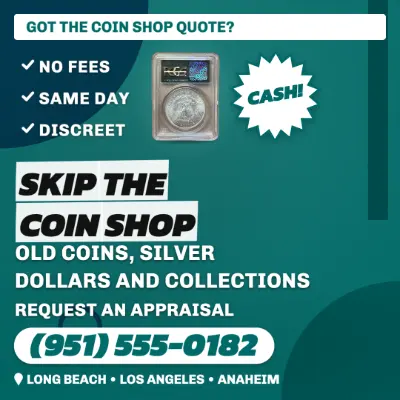 GOT THE COIN SHOP QUOTE?
NO FEES
SAME DAY
DISCREET
CASH!
SKIP THE
COIN SHOP
OLD COINS, SILVER
DOLLARS AND COLLECTIONS
REQUEST AN APPRAISAL
(951) 555-0182
LONG BEACH • LOS ANGELES • ANAHEIM